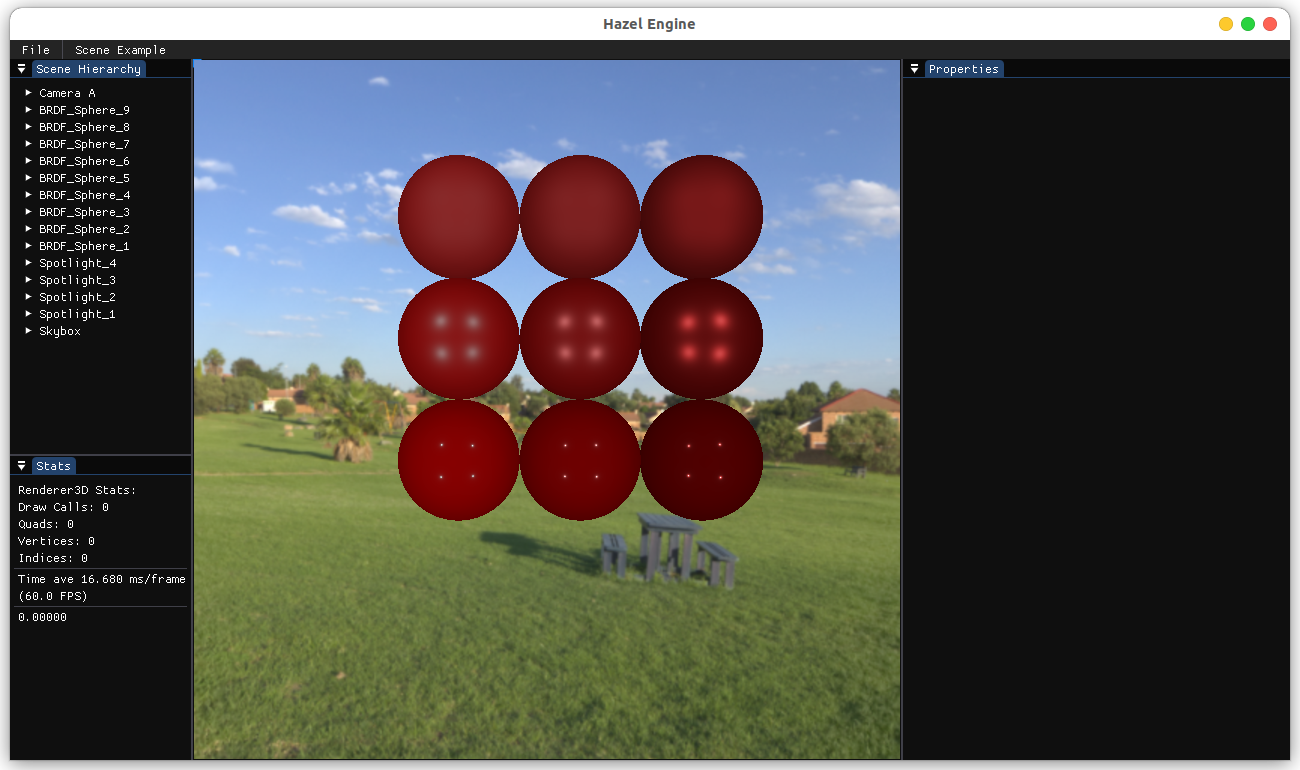 Hazel Engine
File
Scene Example
Scene Hierarchy
Camera A
BRDF_Sphere_9
BRDF_Sphere_8
BRDF_Sphere_7
BRDF_Sphere_6
BRDF_Sphere_5
BRDF_Sphere_4
BRDF_Sphere_3
BRDF_Sphere_2
BRDF_Sphere_1
Spotlight_4
Spotlight_3
Spotlight_2
Spotlight_1
Skybox
Stats
Renderer3D Stats:
Draw Calls: 0
Quads: 0
Vertices: 0
Indices: 0
Time ave 16.680 ms/frame
(60.0 FPS)
0.00000
Properties